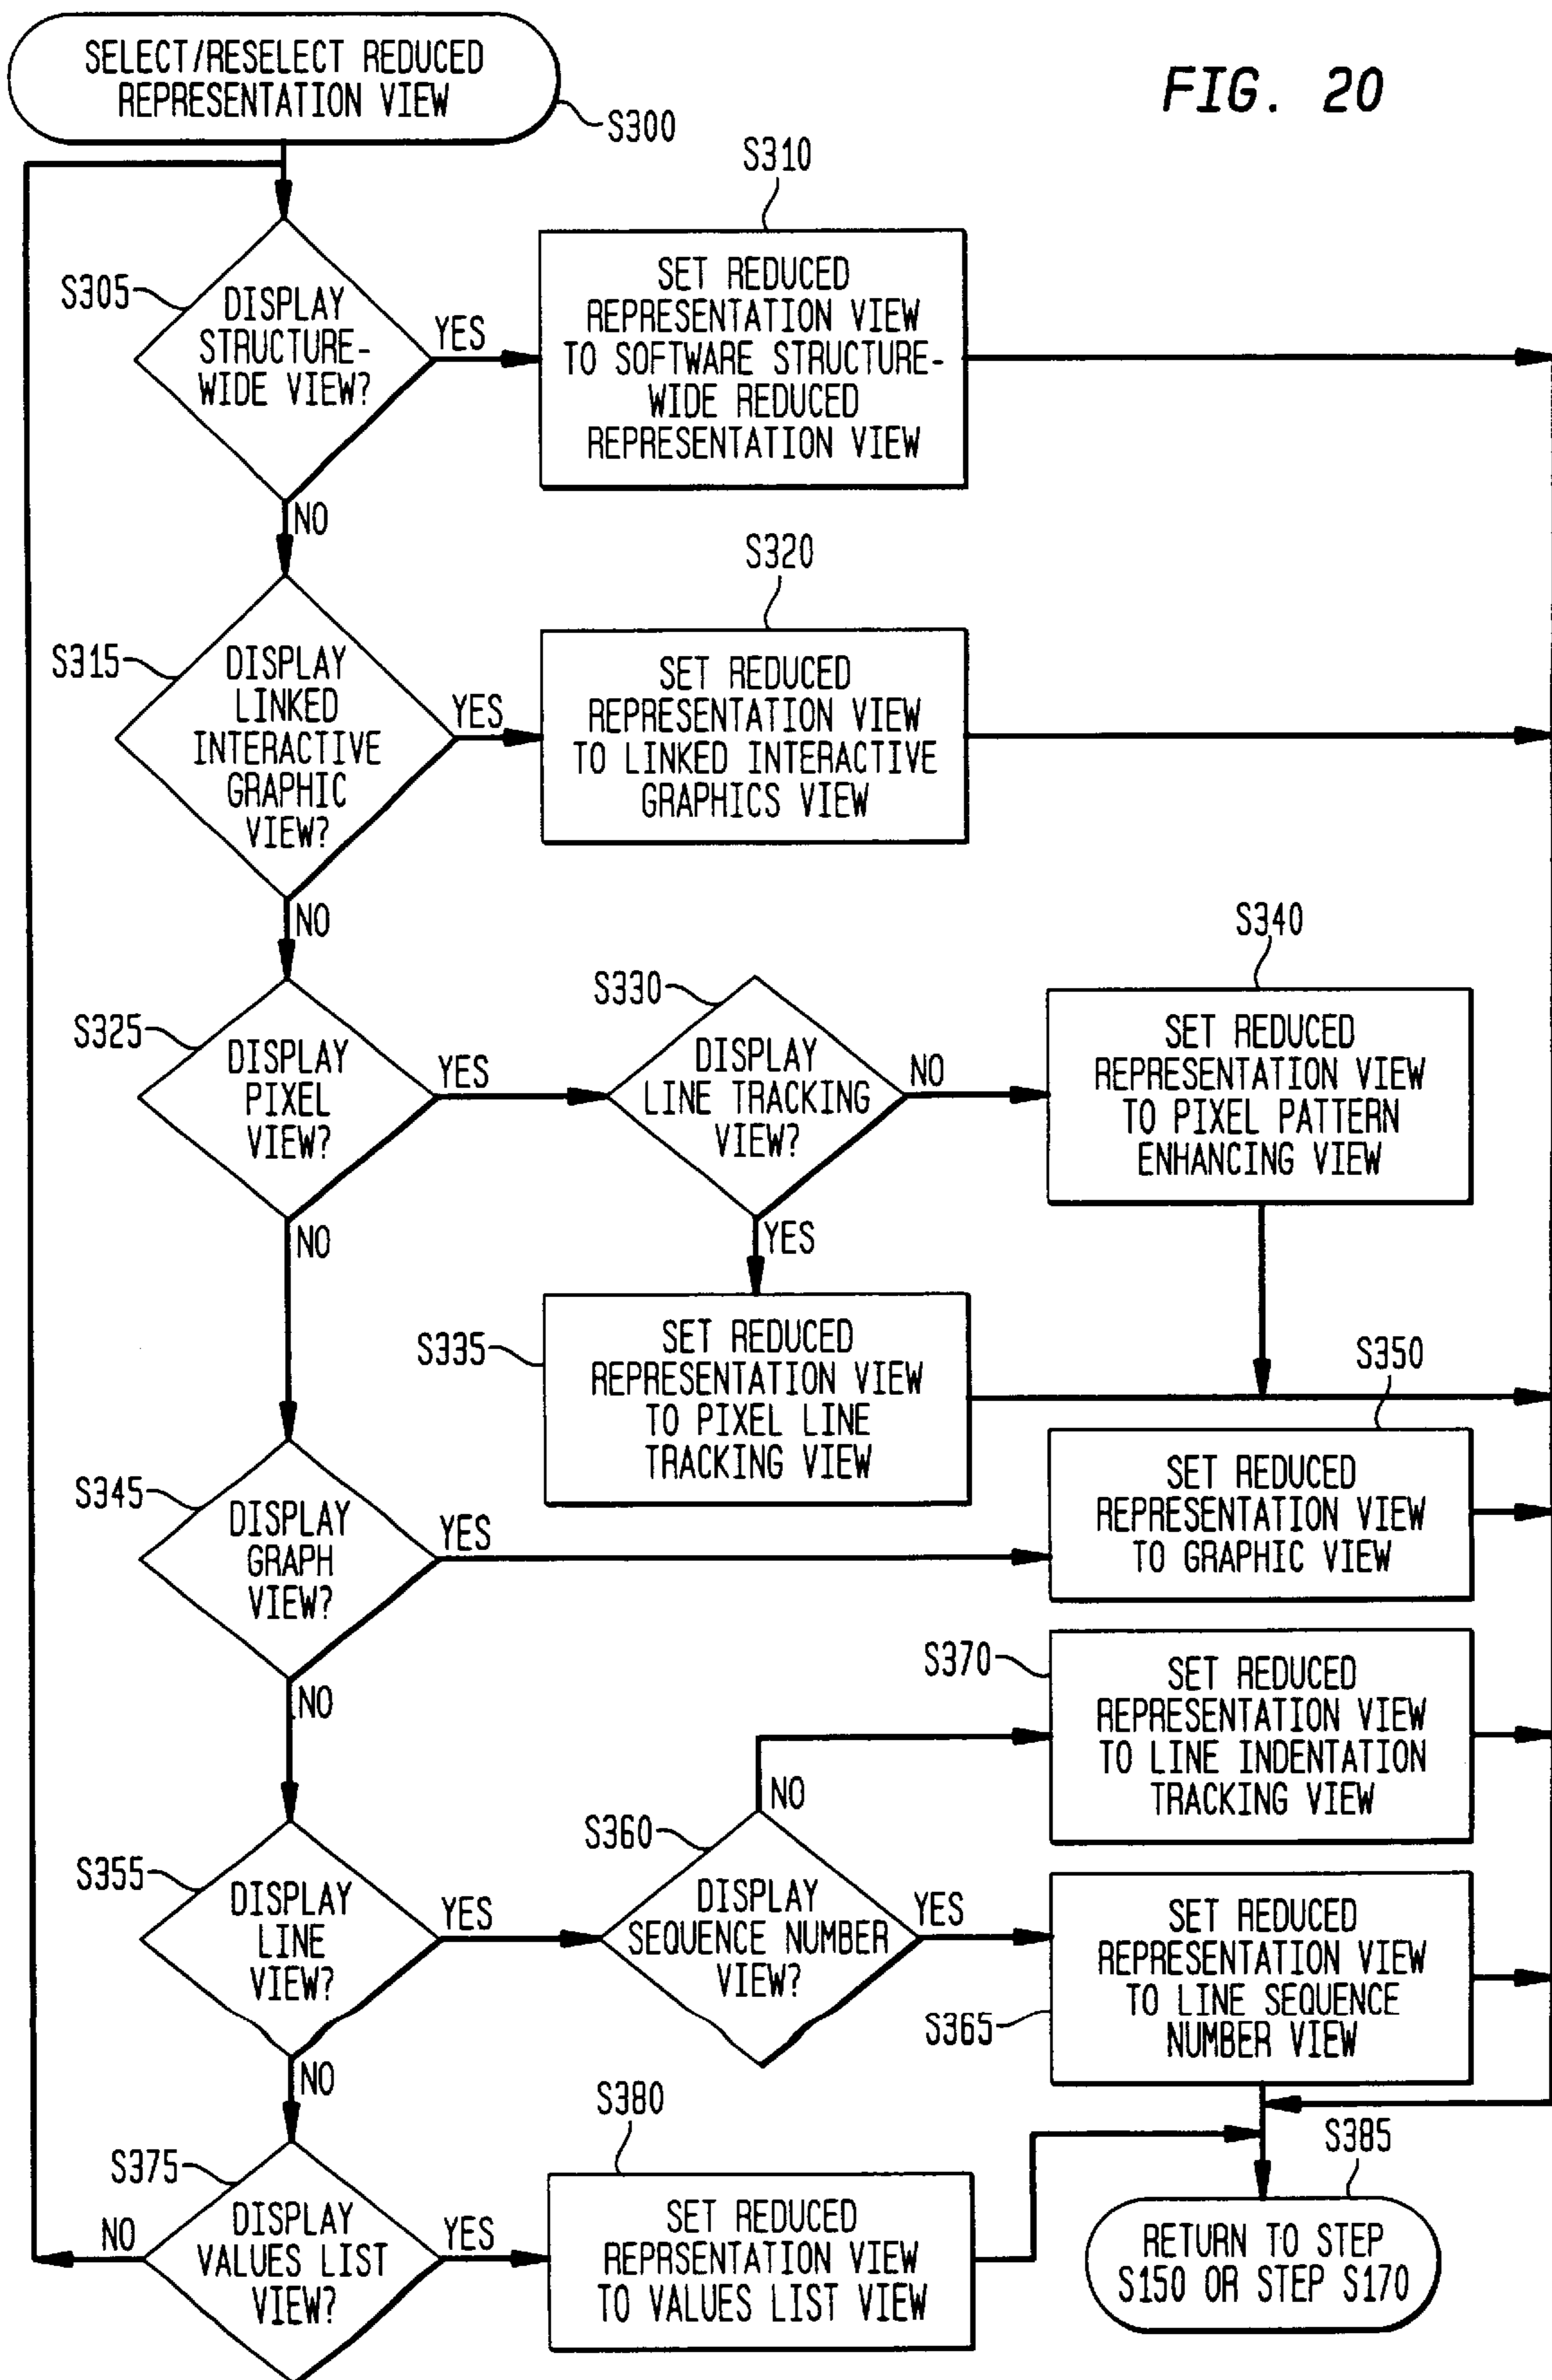 SELECT/RESELECT REDUCED
REPRESENTATION VIEW
S300
FIG. 20
S305
DISPLAY
STRUCTURE-
WIDE VIEW?
YES
NO
S310
SET REDUCED
REPRESENTATION VIEW
TO SOFTWARE STRUCTURE-
WIDE REDUCED
REPRESENTATION VIEW
S315
DISPLAY
LINKED
INTERACTIVE
GRAPHIC
VIEW?
YES
NO
S320
SET REDUCED
REPRESENTATION VIEW
TO LINKED INTERACTIVE
GRAPHICS VIEW
S325
DISPLAY
PIXEL
VIEW?
YES
NO
S330
DISPLAY
LINE TRACKING
VIEW?
NO
YES
S340
SET REDUCED
REPRESENTATION VIEW
TO PIXEL PATTERN
ENHANCING VIEW
S335
SET REDUCED
REPRESENTATION VIEW
TO PIXEL LINE
TRACKING VIEW
S345
DISPLAY
GRAPH
VIEW?
YES
NO
S350
SET REDUCED
REPRESENTATION VIEW
TO GRAPHIC VIEW
S355
DISPLAY
LINE
VIEW?
YES
NO
S360
DISPLAY
SEQUENCE NUMBER
VIEW?
NO
YES
S370
SET REDUCED
REPRESENTATION VIEW
TO LINE INDENTATION
TRACKING VIEW
S365
SET REDUCED
REPRESENTATION VIEW
TO LINE SEQUENCE
NUMBER VIEW
S375
DISPLAY
VALUES LIST
VIEW?
NO
YES
S380
SET REDUCED
REPRSENTATION VIEW
TO VALUES LIST VIEW
S385
RETURN TO STEP
S150 OR STEP S170